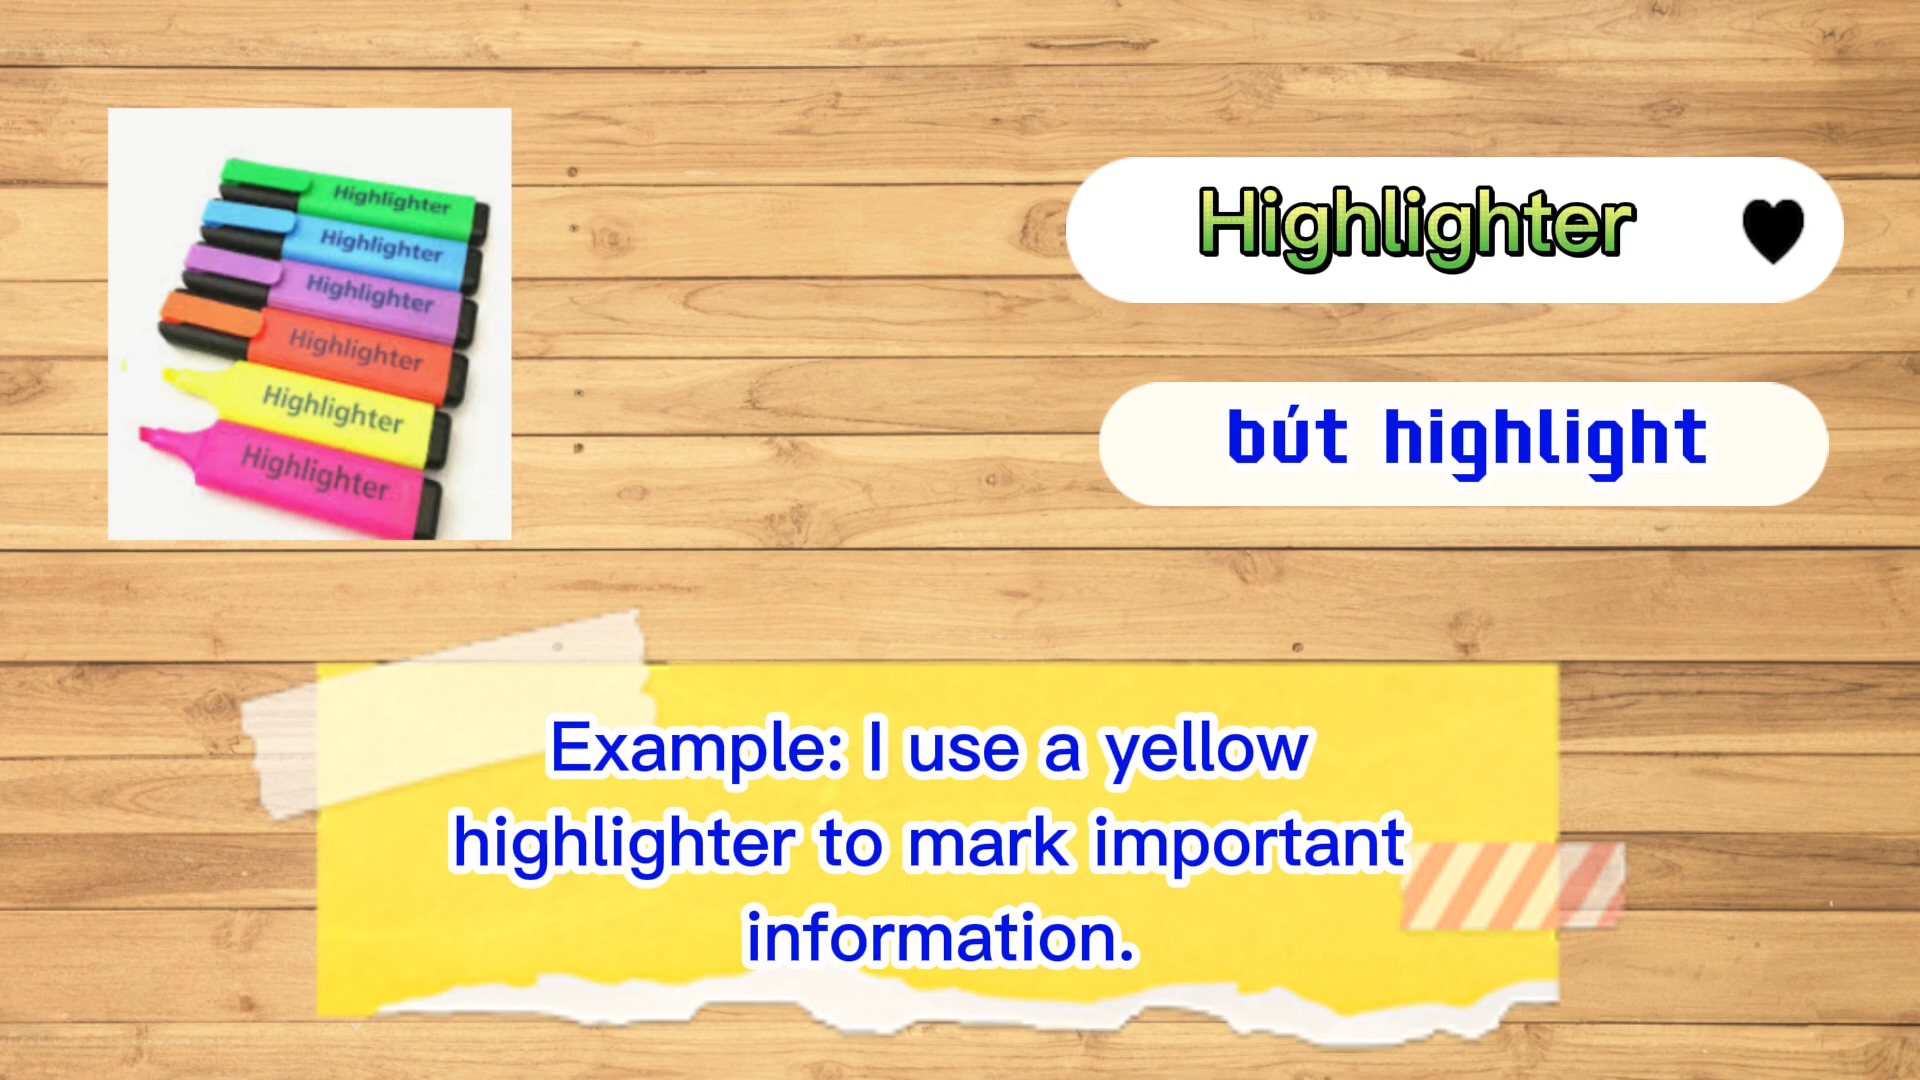 Highlighter
Highlighter
Highlighter
Highlighter
Highlighter
Highlighter
Highlighter
bút highlight
Example: I use a yellow
highlighter to mark important
information.